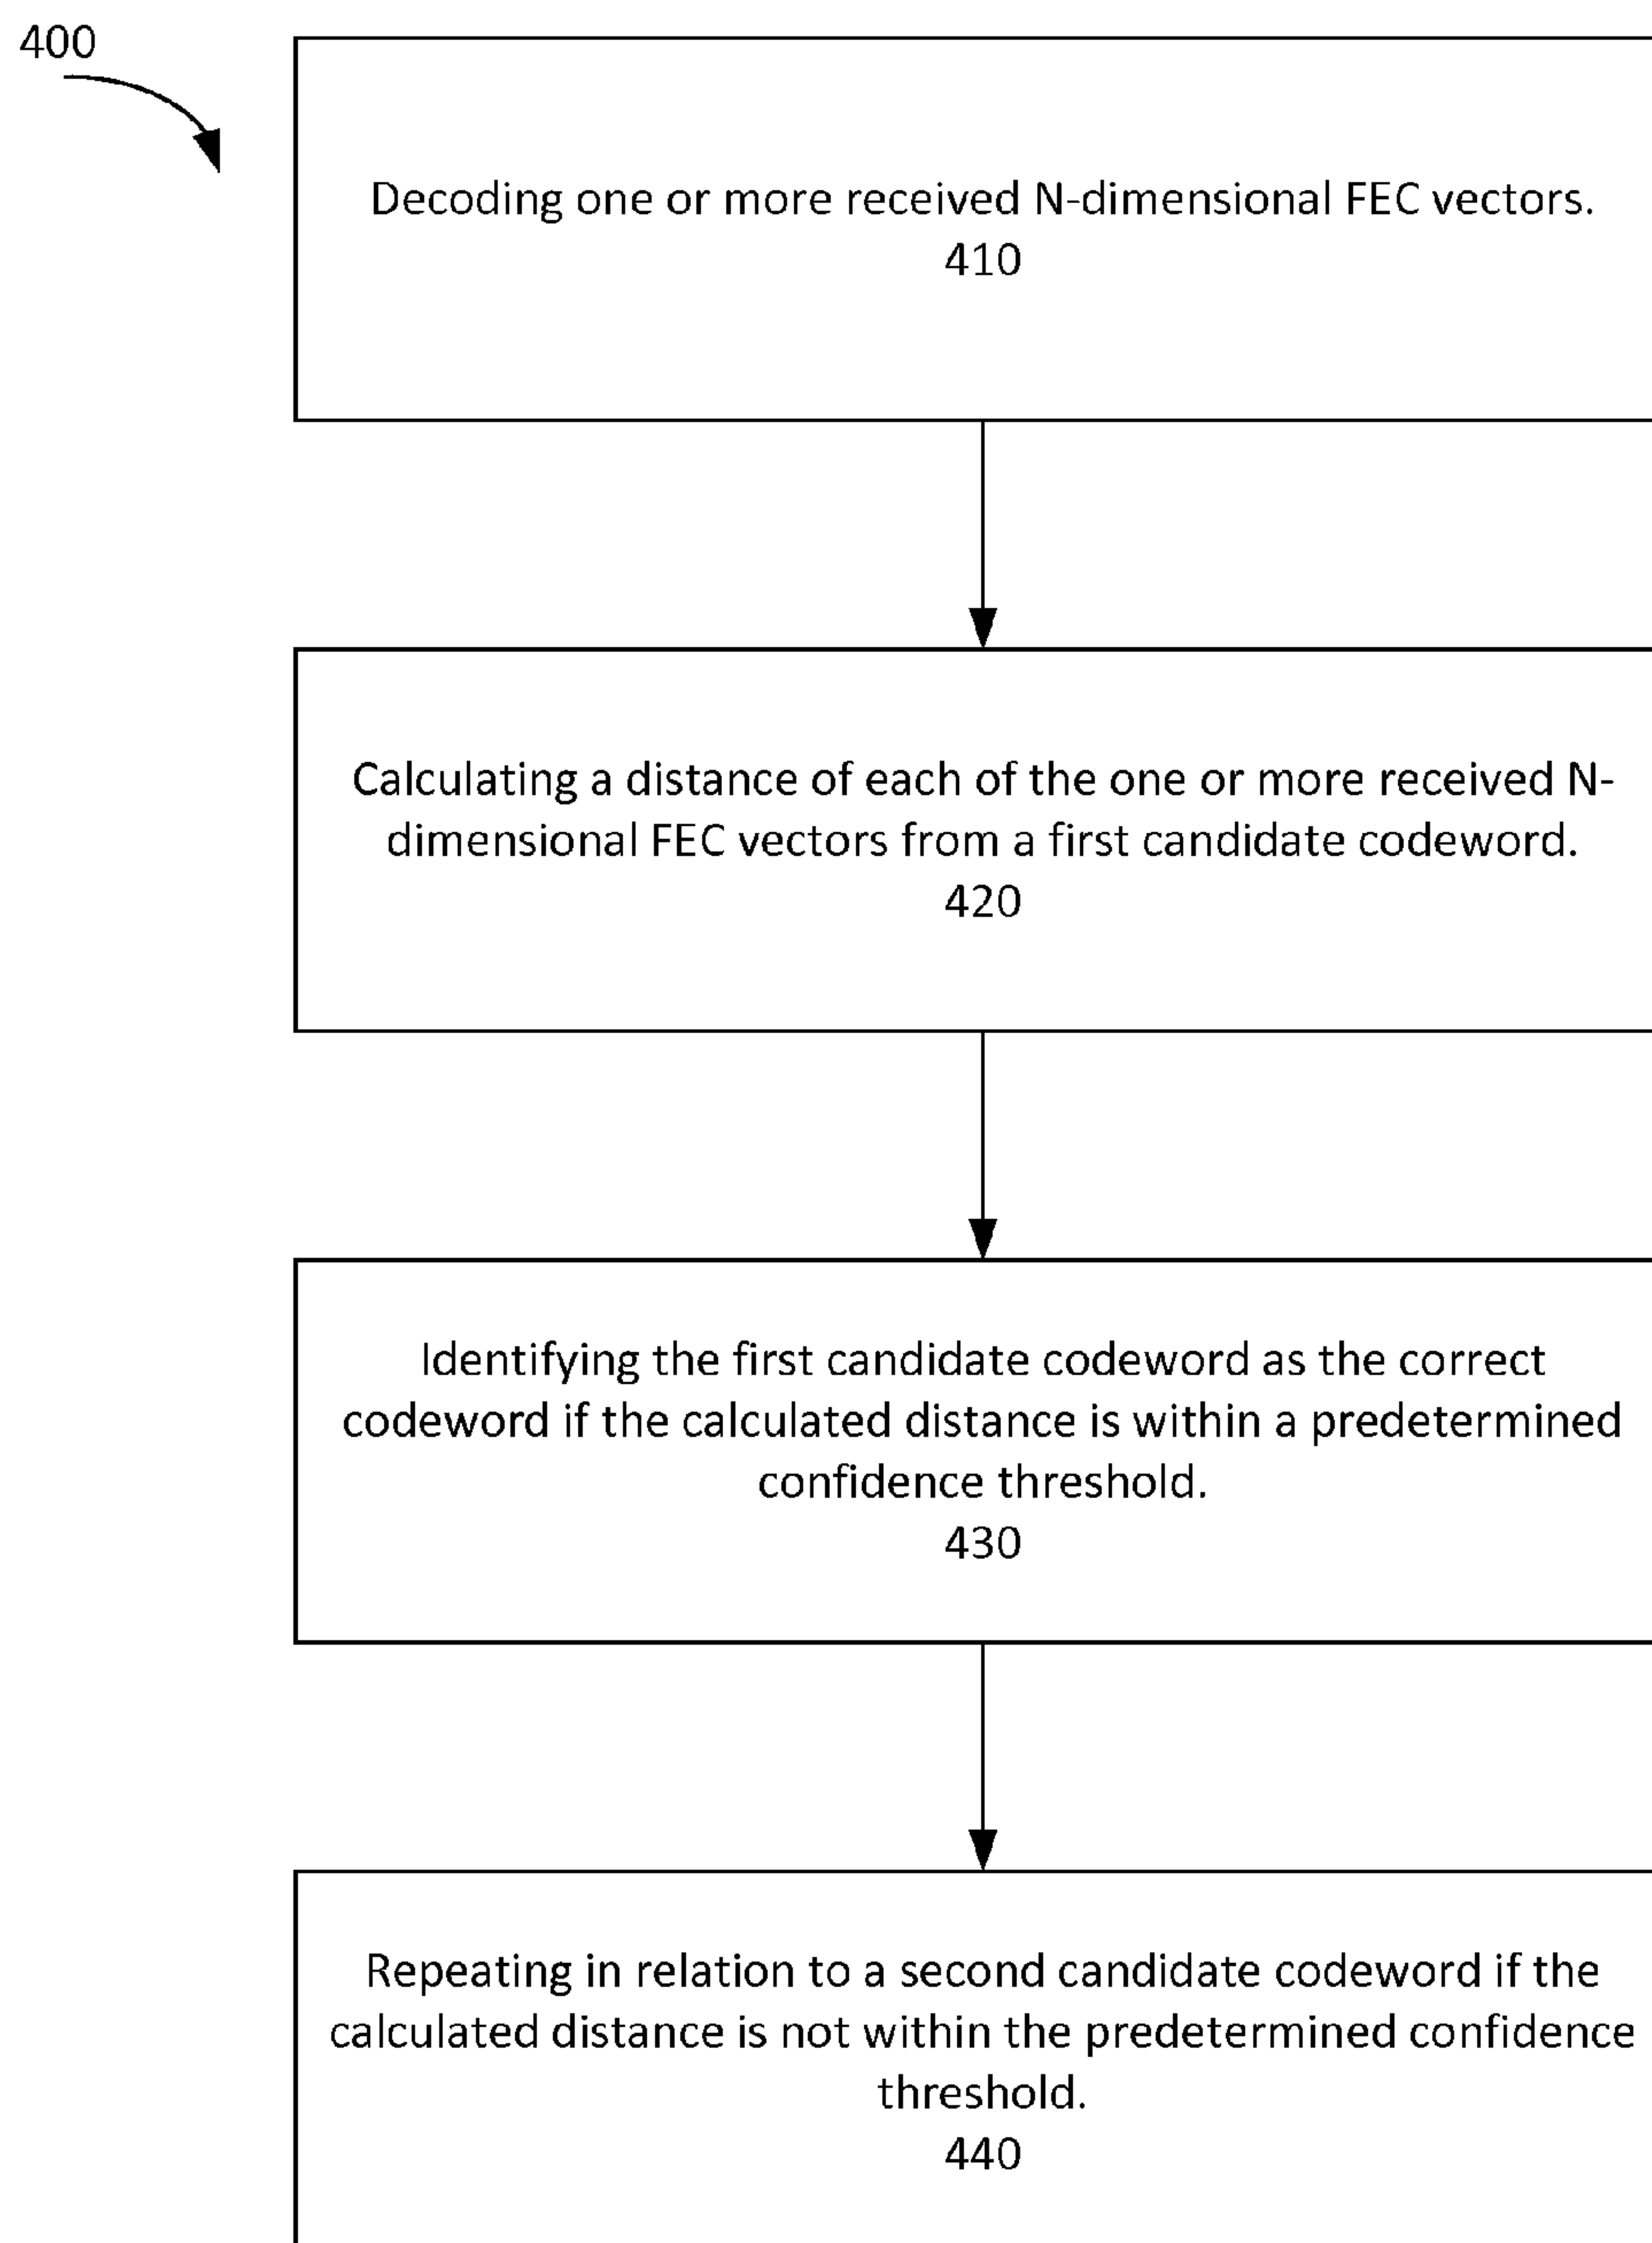 400
Decoding one or more received N-dimensional FEC vectors.
410
Calculating a distance of each of the one or more received N-
dimensional FEC vectors from a first candidate codeword.
420
Identifying the first candidate codeword as the correct
codeword if the calculated distance is within a predetermined
confidence threshold.
430
Repeating in relation to a second candidate codeword if the
calculated distance is not within the predetermined confidence
threshold.
440